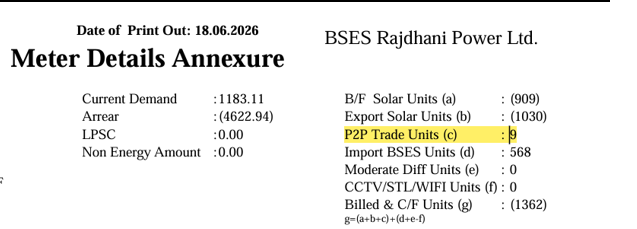 Date of Print Out: 18.06.2026
BSES Rajdhani Power Ltd.
Meter Details Annexure
Current Demand :1183.11
Arrear :(4622.94)
LPSC :0.00
Non Energy Amount :0.00
B/F Solar Units (a) : (909)
Export Solar Units (b) : (1030)
P2P Trade Units (c) : 9
Import BSES Units (d) : 568
Moderate Diff Units (e) : 0
CCTV/STL/WIFI Units (f) : 0
Billed & C/F Units (g) : (1362)
g=(a+b+c)+(d+e-f)